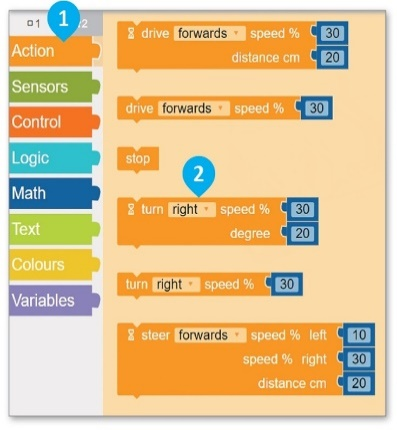 1 2
1
Action
Sensors
Control
Logic
Math
Text
Colours
Variables
drive forwards speed % 30
distance cm 20
drive forwards speed % 30
stop
2
turn right speed % 30
degree 20
turn right speed % 30
steer forwards speed % left 10
speed % right 30
distance cm 20